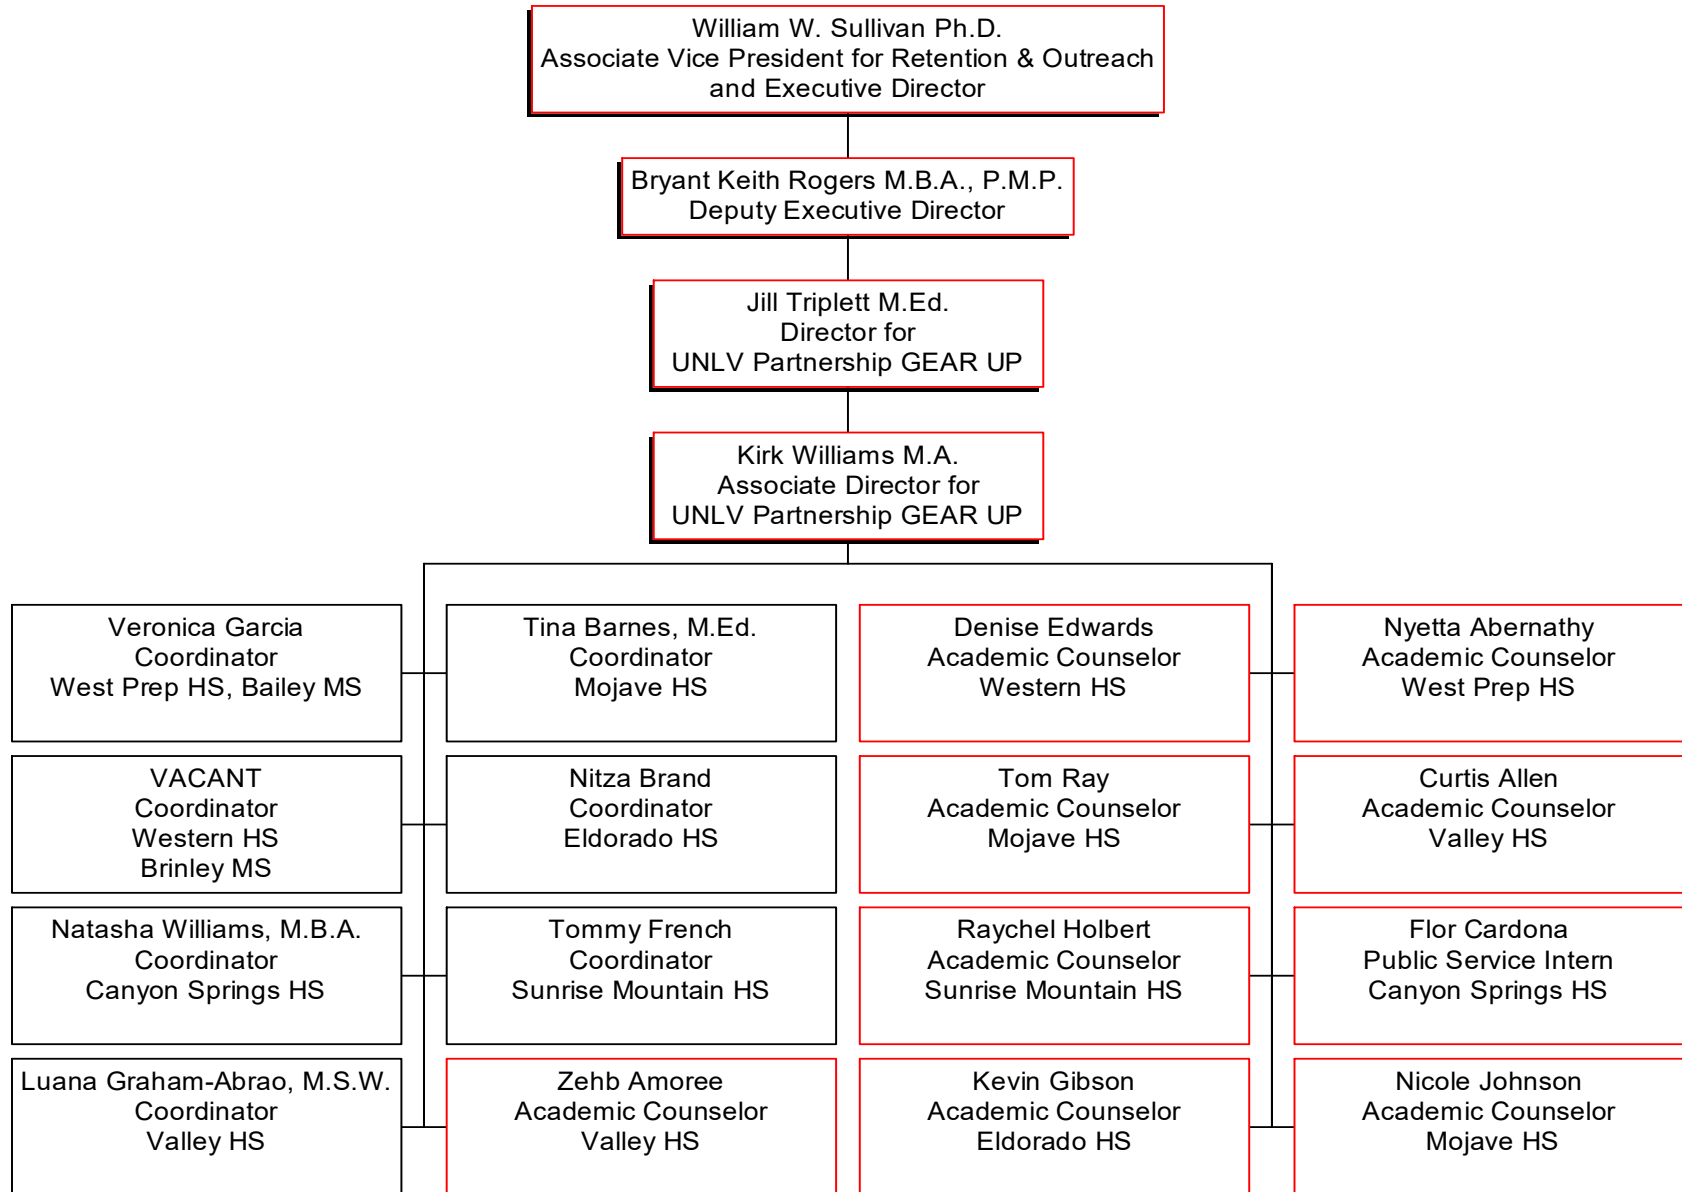 William W. Sullivan Ph.D.
Associate Vice President for Retention & Outreach
and Executive Director
Bryant Keith Rogers M.B.A., P.M.P.
Deputy Executive Director
Jill Triplett M.Ed.
Director for
UNLV Partnership GEAR UP
Kirk Williams M.A.
Associate Director for
UNLV Partnership GEAR UP
Veronica Garcia
Coordinator
West Prep HS, Bailey MS
Tina Barnes, M.Ed.
Coordinator
Mojave HS
Denise Edwards
Academic Counselor
Western HS
Nyetta Abernathy
Academic Counselor
West Prep HS
VACANT
Coordinator
Western HS
Brinley MS
Nitza Brand
Coordinator
Eldorado HS
Tom Ray
Academic Counselor
Mojave HS
Curtis Allen
Academic Counselor
Valley HS
Natasha Williams, M.B.A.
Coordinator
Canyon Springs HS
Tommy French
Coordinator
Sunrise Mountain HS
Raychel Holbert
Academic Counselor
Sunrise Mountain HS
Flor Cardona
Public Service Intern
Canyon Springs HS
Luana Graham-Abrao, M.S.W.
Coordinator
Valley HS
Zehb Amoree
Academic Counselor
Valley HS
Kevin Gibson
Academic Counselor
Eldorado HS
Nicole Johnson
Academic Counselor
Mojave HS